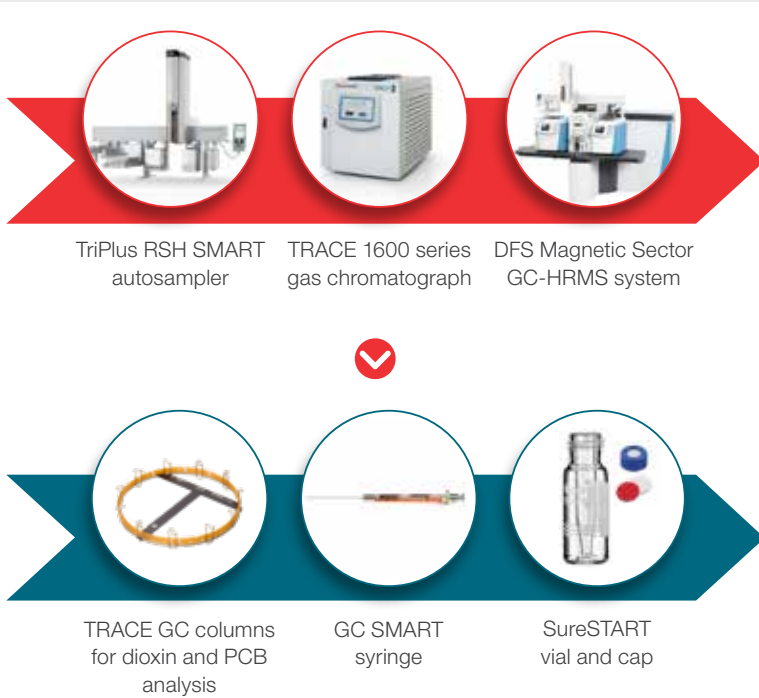 TriPlus RSH SMART
autosampler
TRACE 1600 series
gas chromatograph
DFS Magnetic Sector
GC-HRMS system
TRACE GC columns
for dioxin and PCB
analysis
GC SMART
syringe
SureSTART
vial and cap